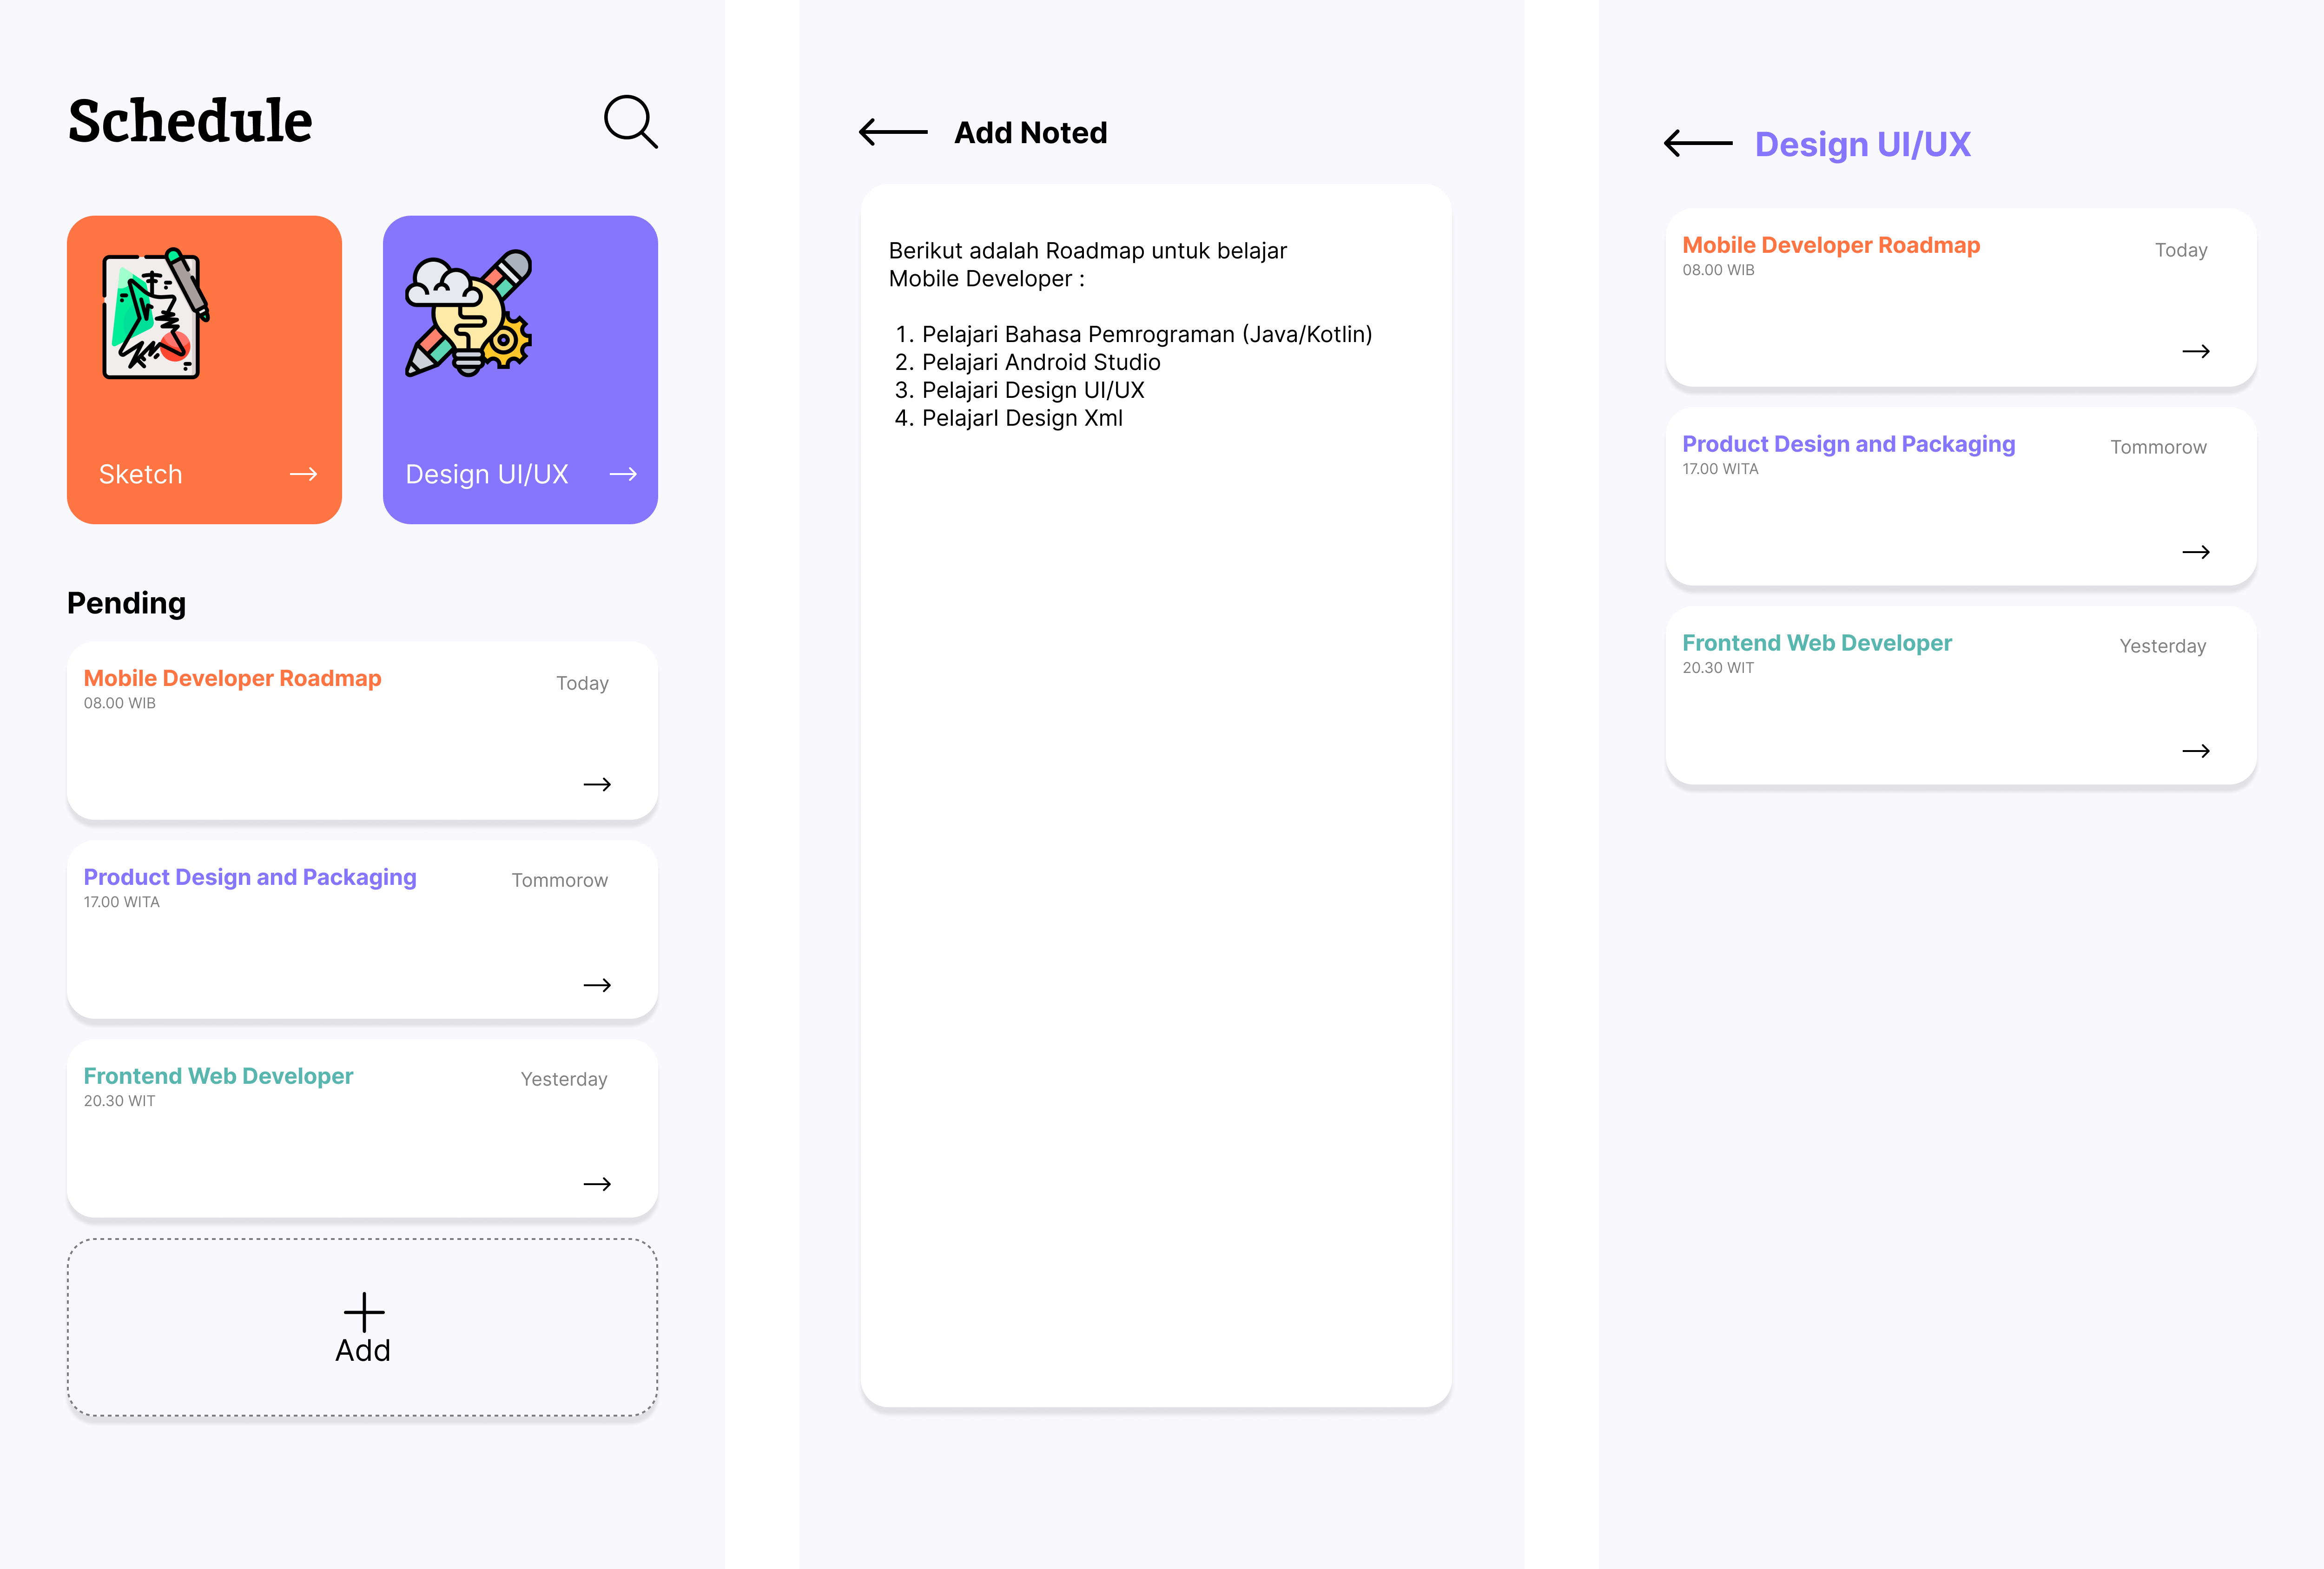 Schedule
Sketch
Design UI/UX
Pending
Mobile Developer Roadmap
Today
08.00 WIB
Product Design and Packaging
Tommorow
17.00 WITA
Frontend Web Developer
Yesterday
20.30 WIT
Add
Add Noted
Berikut adalah Roadmap untuk belajar
Mobile Developer :
1. Pelajari Bahasa Pemrograman (Java/Kotlin)
2. Pelajari Android Studio
3. Pelajari Design UI/UX
4. PelajarI Design Xml
Design UI/UX
Mobile Developer Roadmap
Today
08.00 WIB
Product Design and Packaging
Tommorow
17.00 WITA
Frontend Web Developer
Yesterday
20.30 WIT